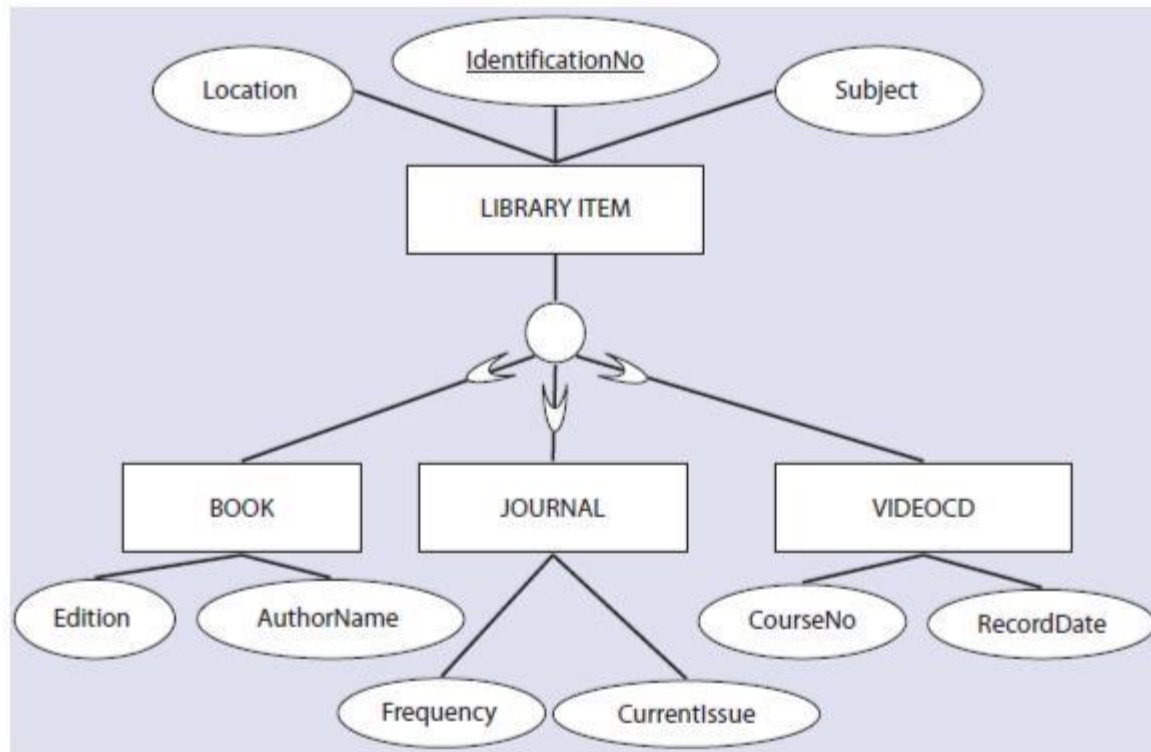 IdentificationNo
Location
Subject
LIBRARY ITEM
BOOK
JOURNAL
VIDEOCD
Edition
AuthorName
CourseNo
RecordDate
Frequency
CurrentIssue